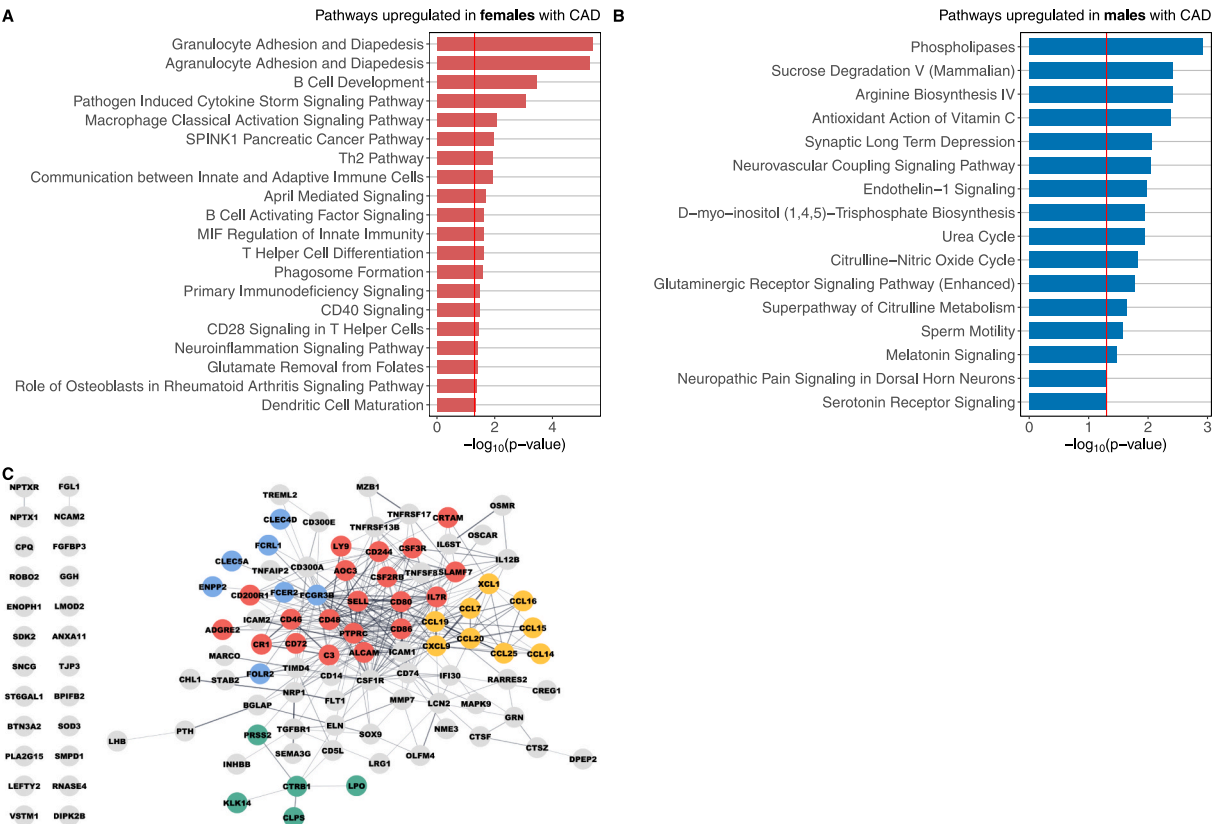 A
Pathways upregulated in females with CAD
Granulocyte Adhesion and Diapedesis
Agranulocyte Adhesion and Diapedesis
B Cell Development
Pathogen Induced Cytokine Storm Signaling Pathway
Macrophage Classical Activation Signaling Pathway
SPINK1 Pancreatic Cancer Pathway
Th2 Pathway
Communication between Innate and Adaptive Immune Cells
April Mediated Signaling
B Cell Activating Factor Signaling
MIF Regulation of Innate Immunity
T Helper Cell Differentiation
Phagosome Formation
Primary Immunodeficiency Signaling
CD40 Signaling
CD28 Signaling in T Helper Cells
Neuroinflammation Signaling Pathway
Glutamate Removal from Folates
Role of Osteoblasts in Rheumatoid Arthritis Signaling Pathway
Dendritic Cell Maturation
0 2 4
−log10(p−value)
B
Pathways upregulated in males with CAD
Phospholipases
Sucrose Degradation V (Mammalian)
Arginine Biosynthesis IV
Antioxidant Action of Vitamin C
Synaptic Long Term Depression
Neurovascular Coupling Signaling Pathway
Endothelin−1 Signaling
D−myo−inositol (1,4,5)−Trisphosphate Biosynthesis
Urea Cycle
Citrulline−Nitric Oxide Cycle
Glutaminergic Receptor Signaling Pathway (Enhanced)
Superpathway of Citrulline Metabolism
Sperm Motility
Melatonin Signaling
Neuropathic Pain Signaling in Dorsal Horn Neurons
Serotonin Receptor Signaling
0 1 2 3
−log10(p−value)
C
NPTXR FGL1
NPTX1 NCAM2
CPQ FGFBP3
ROBO2 GGH
ENOPH1 LMOD2
SDK2 ANXA11
SNCG TJP3
ST6GAL1 BPIFB2
BTN3A2 SOD3
PLA2G15 SMPD1
LEFTY2 RNASE4
VSTM1 DIPK2B
MZB1
TREML2
OSMR
CLEC4D CD300E TNFRSF17 CRTAM
TNFRSF13B
OSCAR
FCRL1 LY9 CD244 CSF3R IL6ST
CLEC5A TNFAIP2 CD300A AOC3 CSF2RB TNFSF8 SLAMF7 IL12B
ENPP2 CD200R1 FCER2 FCGR3B SELL CD80 IL7R XCL1
ICAM2 CD46 CD48 CCL19 CCL7 CCL16
ADGRE2 CR1 CD72 PTPRC CD86 CXCL9 CCL20 CCL15
MARCO C3 ALCAM ICAM1 CCL25 CCL14
CHL1 STAB2 FOLR2 TIMD4 CD14 CSF1R CD74 IFI30 RARRES2
CREG1
BGLAP NRP1 FLT1 MMP7 LCN2 MAPK9 GRN
LHB PTH PRSS2 TGFBR1 ELN SOX9 NME3 CTSF CTSZ
INHBB SEMA3G CD5L LRG1 OLFM4 DPEP2
KLK14 CTRB1 LPO
CLPS